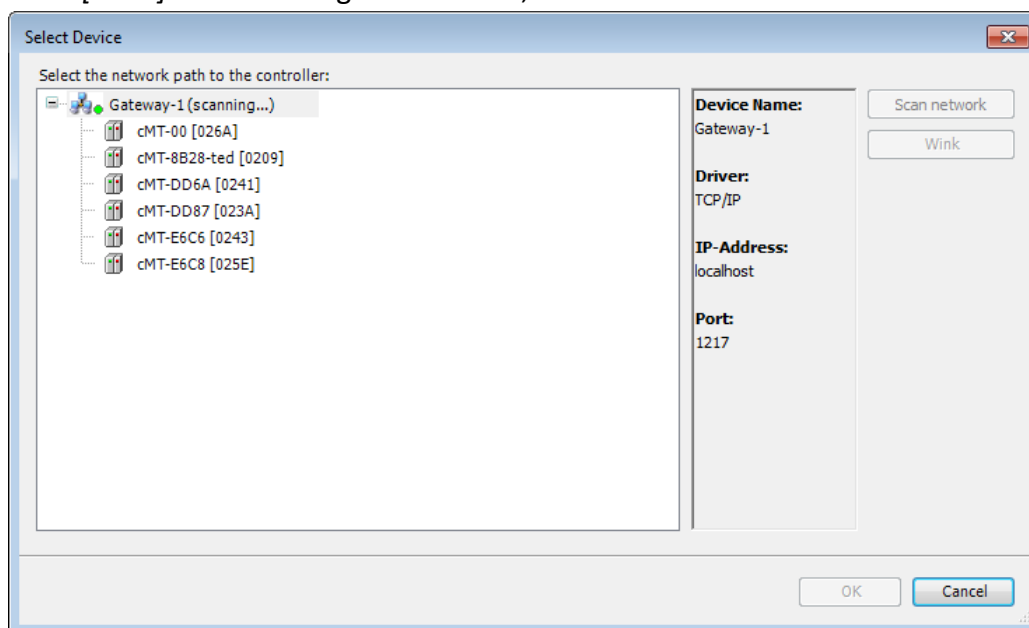 Select Device
Select the network path to the controller:
Gateway-1 (scanning...)
cMT-00 [026A]
cMT-8B28-ted [0209]
cMT-DD6A [0241]
cMT-DD87 [023A]
cMT-E6C6 [0243]
cMT-E6C8 [025E]
Device Name:
Gateway-1
Driver:
TCP/IP
IP-Address:
localhost
Port:
1217
Scan network
Wink
OK
Cancel